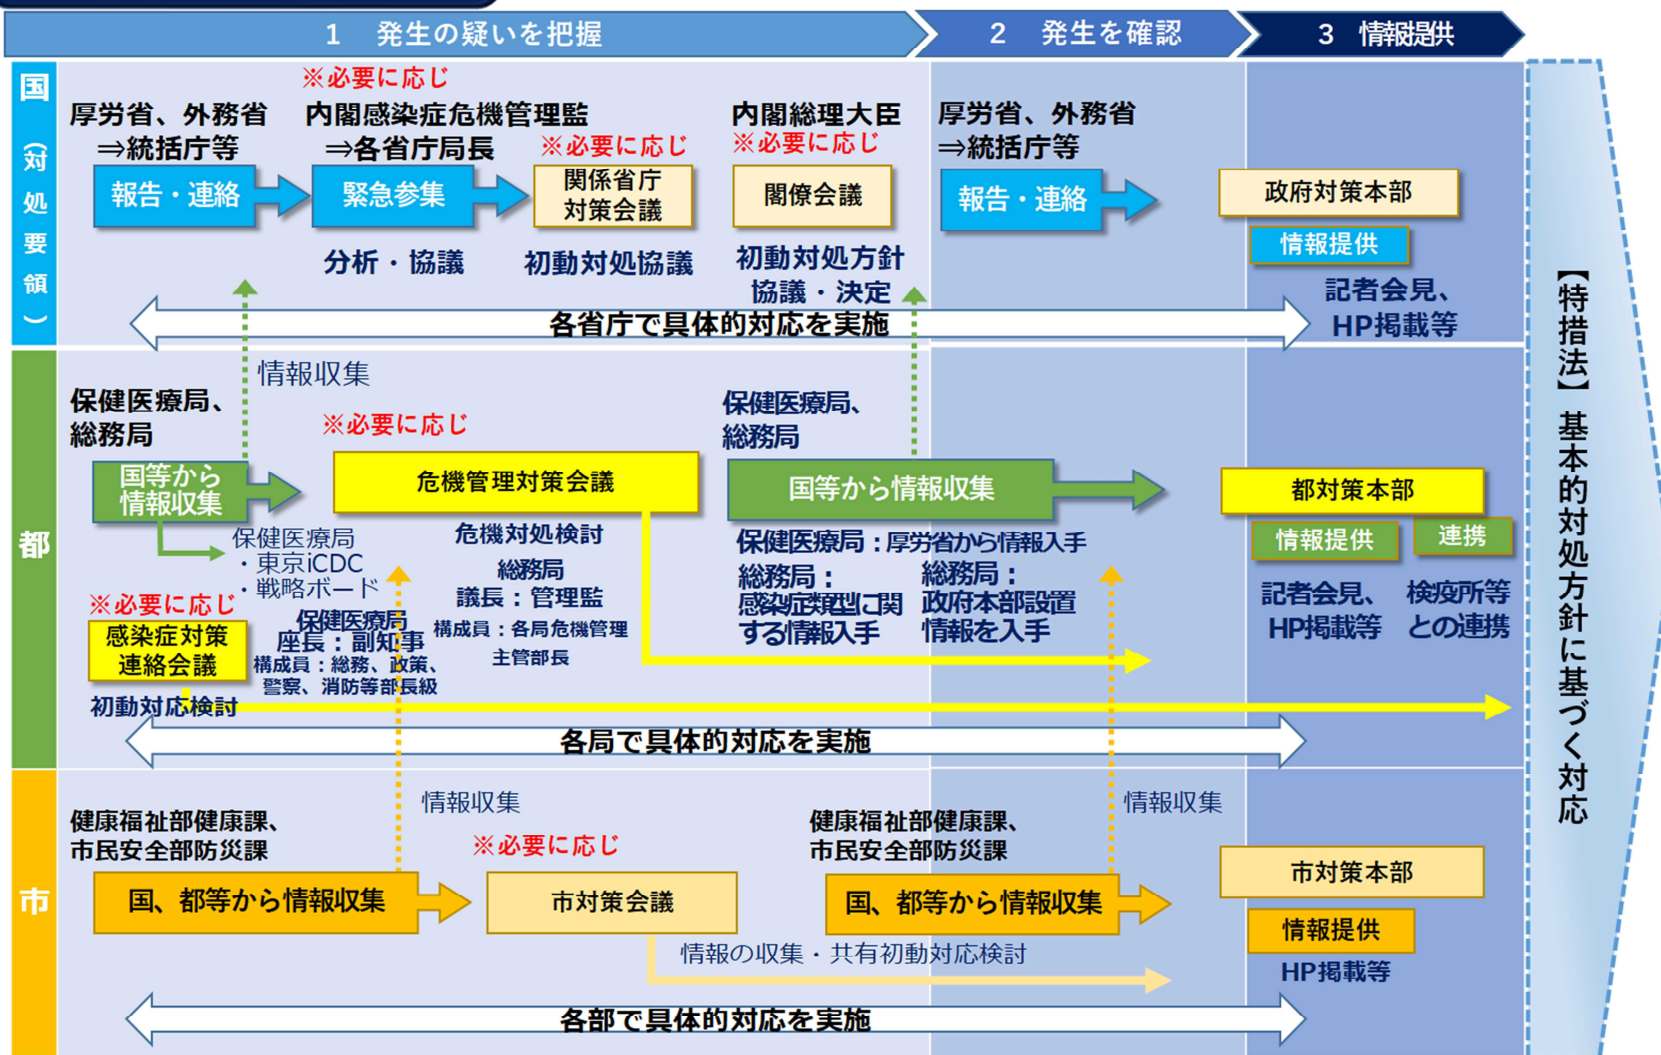 1 発生の疑いを把握
2 発生を確認
3 情報提供
国(対処要領)
※必要に応じ
厚労省、外務省
⇒統括庁等
報告・連絡
内閣感染症危機管理監
⇒各省庁局長
緊急参集
分析・協議
※必要に応じ
関係省庁
対策会議
初動対処協議
内閣総理大臣
※必要に応じ
閣僚会議
初動対処方針
協議・決定
厚労省、外務省
⇒統括庁等
報告・連絡
政府対策本部
情報提供
記者会見、
HP掲載等
各省庁で具体的対応を実施
都
情報収集
保健医療局、
総務局
国等から
情報収集
保健医療局
・東京iCDC
・戦略ボード
※必要に応じ
感染症対策
連絡会議
初動対応検討
保健医療局
座長：副知事
構成員：総務、政策、
警察、消防等部長級
※必要に応じ
危機管理対策会議
危機対処検討
総務局
議長：管理監
構成員：各局危機管理
主管部長
保健医療局、
総務局
国等から情報収集
保健医療局：厚労省から情報入手
総務局：
感染症類型に関
する情報入手
総務局：
政府本部設置
情報を入手
都対策本部
情報提供
連携
記者会見、
HP掲載等
検疫所等
との連携
各局で具体的対応を実施
市
健康福祉部健康課、
市民安全部防災課
国、都等から情報収集
情報収集
※必要に応じ
市対策会議
情報の収集・共有初動対応検討
健康福祉部健康課、
市民安全部防災課
国、都等から情報収集
情報収集
市対策本部
情報提供
HP掲載等
各部で具体的対応を実施
【特措法】基本的対処方針に基づく対応